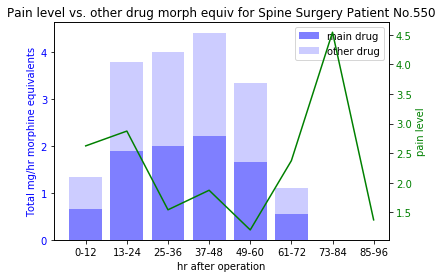 Pain level vs. other drug morph equiv for Spine Surgery Patient No.550
main drug
other drug
Total mg/hr morphine equivalents
4
3
2
1
0
4.5
4.0
3.5
3.0
2.5
2.0
1.5
pain level
0-12 13-24 25-36 37-48 49-60 61-72 73-84 85-96
hr after operation